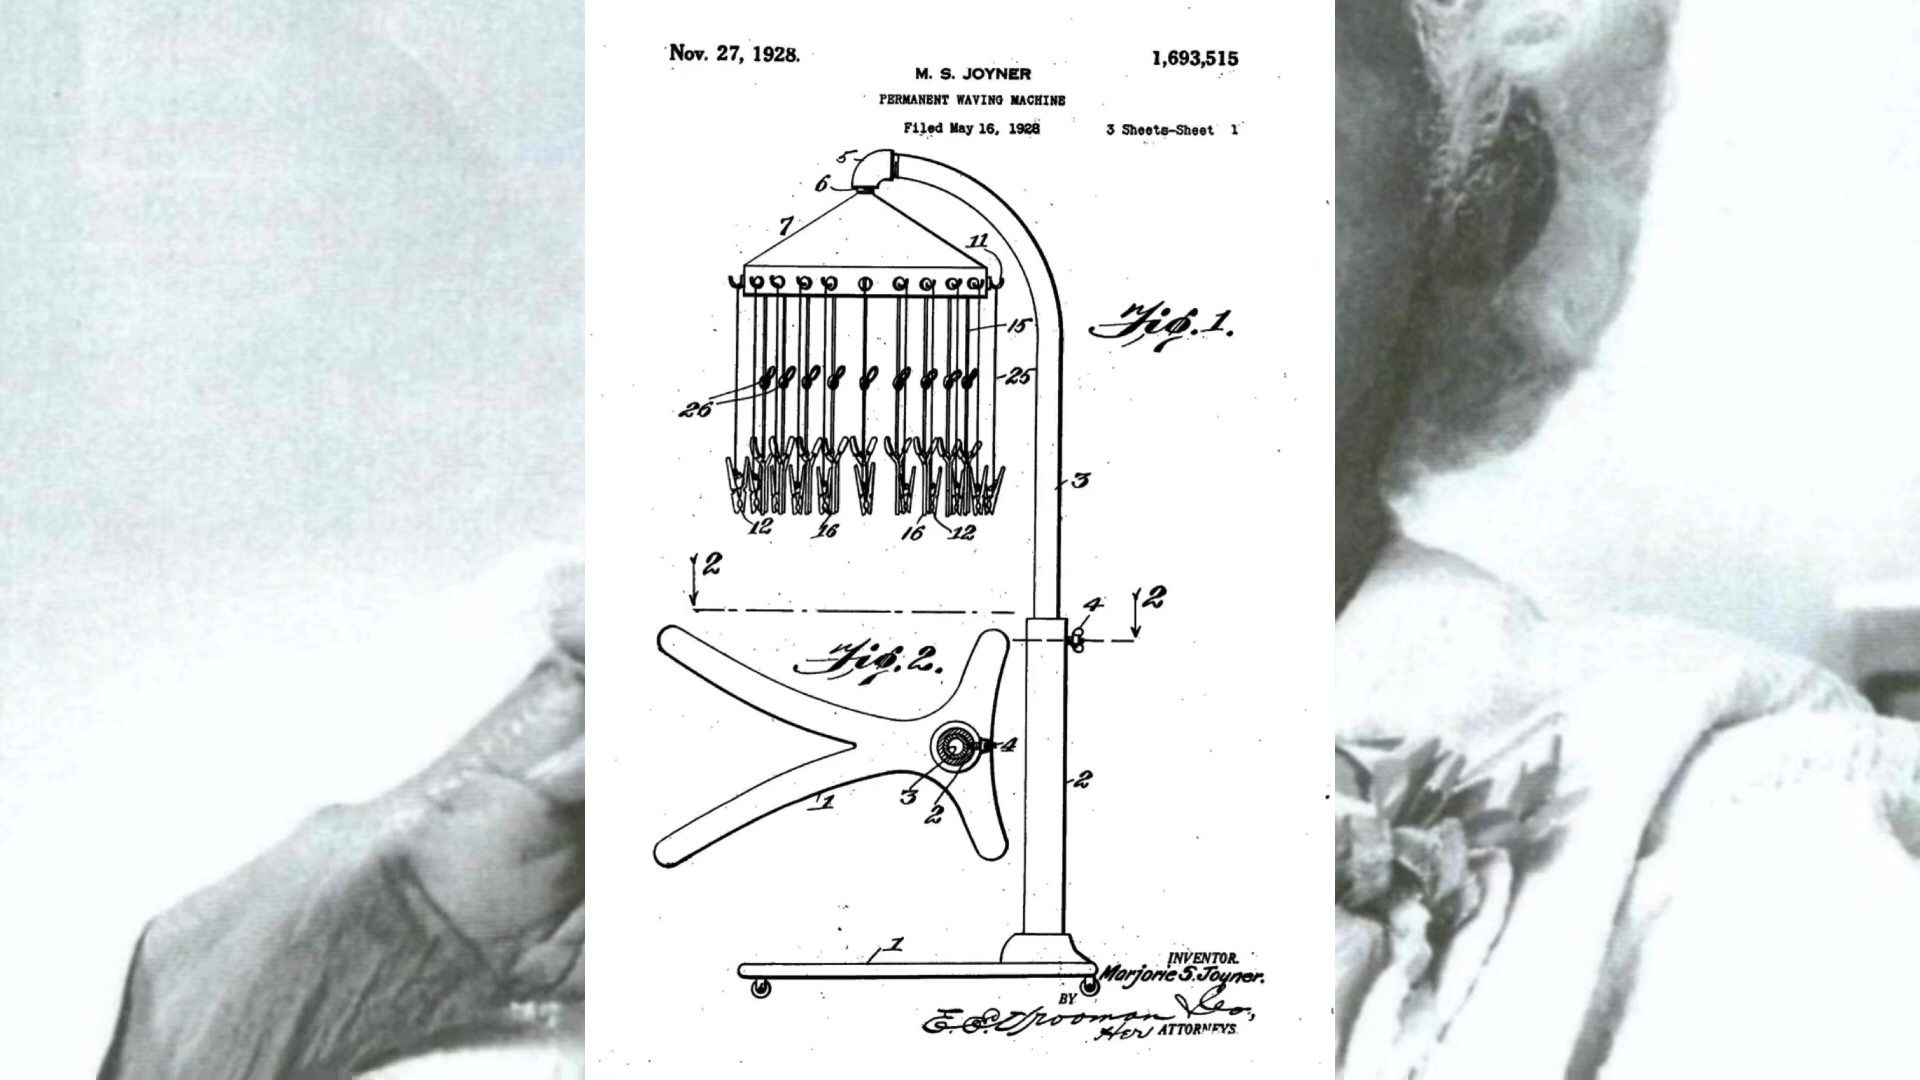 Nov. 27, 1928.
1,693,515
M. S. JOYNER
PERMANENT WAVING MACHINE
Filed May 16, 1928
3 Sheets-Sheet 1
5
6
7
11
Fig. 1.
15
25
26
3
12
16
16
12
2
4
2
Fig. 2.
4
3
2
1
2
1
INVENTOR.
Marjorie S. Joyner.
BY
Her ATTORNEYS.